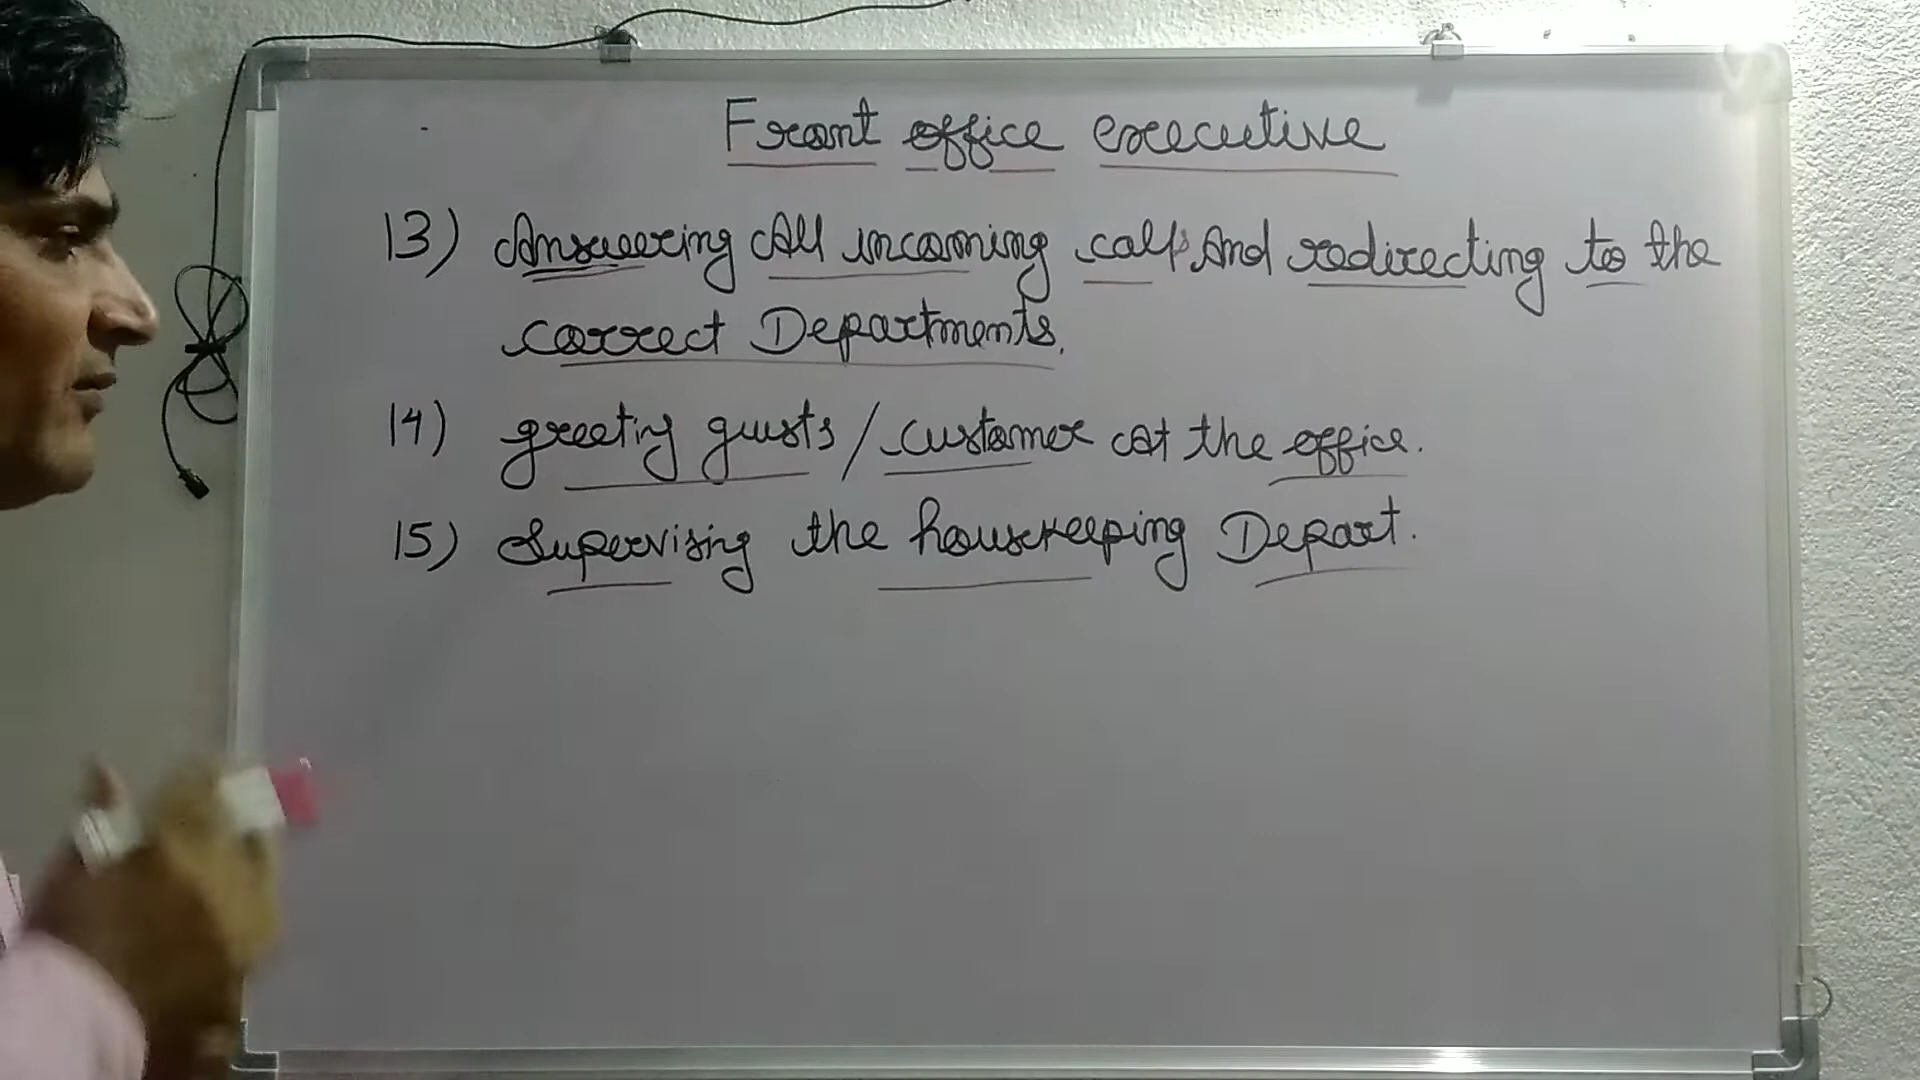 Front office executive
13) Answering All incoming calls And redirecting to the
correct Departments.
14) greeting guests / customer at the office.
15) Supervising the housekeeping Depart.